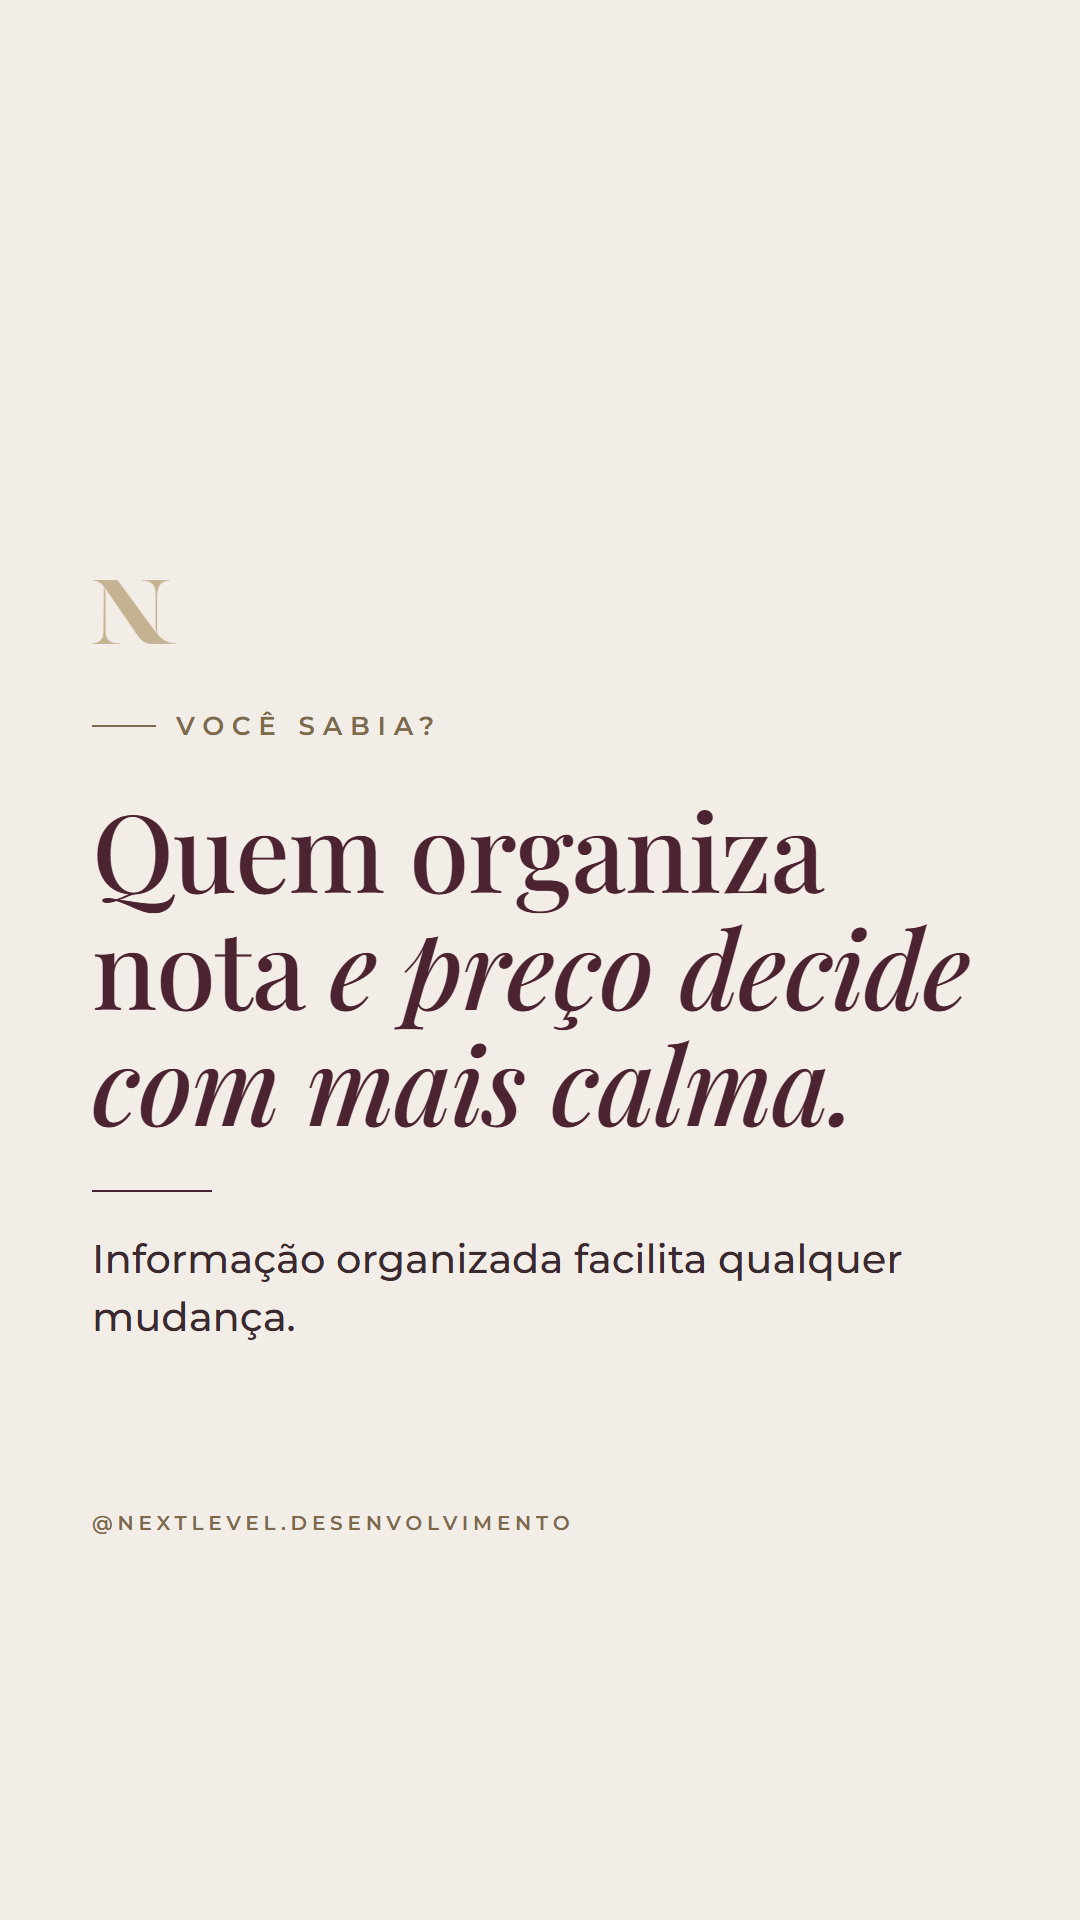 N
VOCÊ SABIA?
Quem organiza
nota e preço decide
com mais calma.
Informação organizada facilita qualquer
mudança.
@NEXTLEVEL.DESENVOLVIMENTO